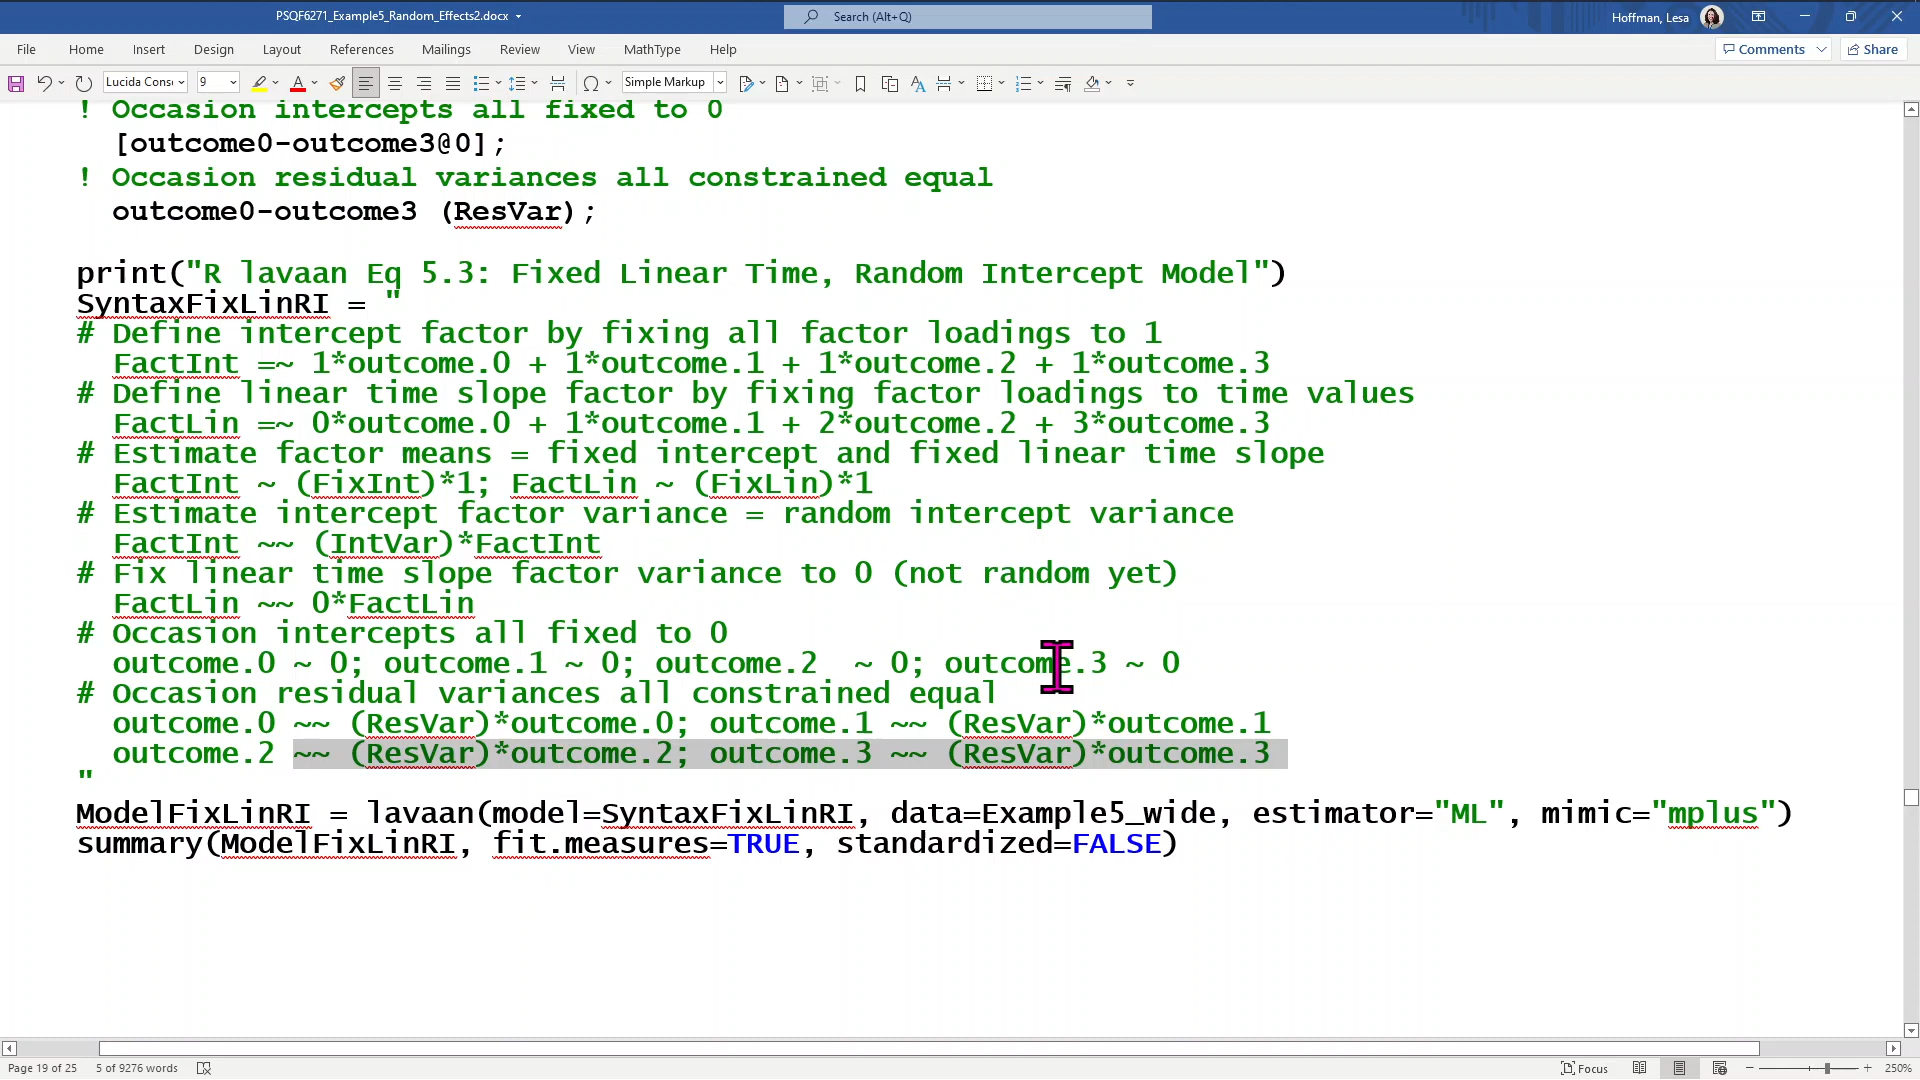 PSQF6271_Example5_Random_Effects2.docx
Search (Alt+Q)
Hoffman, Lesa
File Home Insert Design Layout References Mailings Review View MathType Help
Comments Share
Lucida Cons 9 Simple Markup
! Occasion intercepts all fixed to 0
[outcome0-outcome3@0];
! Occasion residual variances all constrained equal
outcome0-outcome3 (ResVar);
print("R lavaan Eq 5.3: Fixed Linear Time, Random Intercept Model")
SyntaxFixLinRI = "
# Define intercept factor by fixing all factor loadings to 1
FactInt =~ 1*outcome.0 + 1*outcome.1 + 1*outcome.2 + 1*outcome.3
# Define linear time slope factor by fixing factor loadings to time values
FactLin =~ 0*outcome.0 + 1*outcome.1 + 2*outcome.2 + 3*outcome.3
# Estimate factor means = fixed intercept and fixed linear time slope
FactInt ~ (FixInt)*1; FactLin ~ (FixLin)*1
# Estimate intercept factor variance = random intercept variance
FactInt ~~ (IntVar)*FactInt
# Fix linear time slope factor variance to 0 (not random yet)
FactLin ~~ 0*FactLin
# Occasion intercepts all fixed to 0
outcome.0 ~ 0; outcome.1 ~ 0; outcome.2  ~ 0; outcome.3 ~ 0
# Occasion residual variances all constrained equal
outcome.0 ~~ (ResVar)*outcome.0; outcome.1 ~~ (ResVar)*outcome.1
outcome.2 ~~ (ResVar)*outcome.2; outcome.3 ~~ (ResVar)*outcome.3
"
ModelFixLinRI = lavaan(model=SyntaxFixLinRI, data=Example5_wide, estimator="ML", mimic="mplus")
summary(ModelFixLinRI, fit.measures=TRUE, standardized=FALSE)
Page 19 of 25 5 of 9276 words Focus 250%